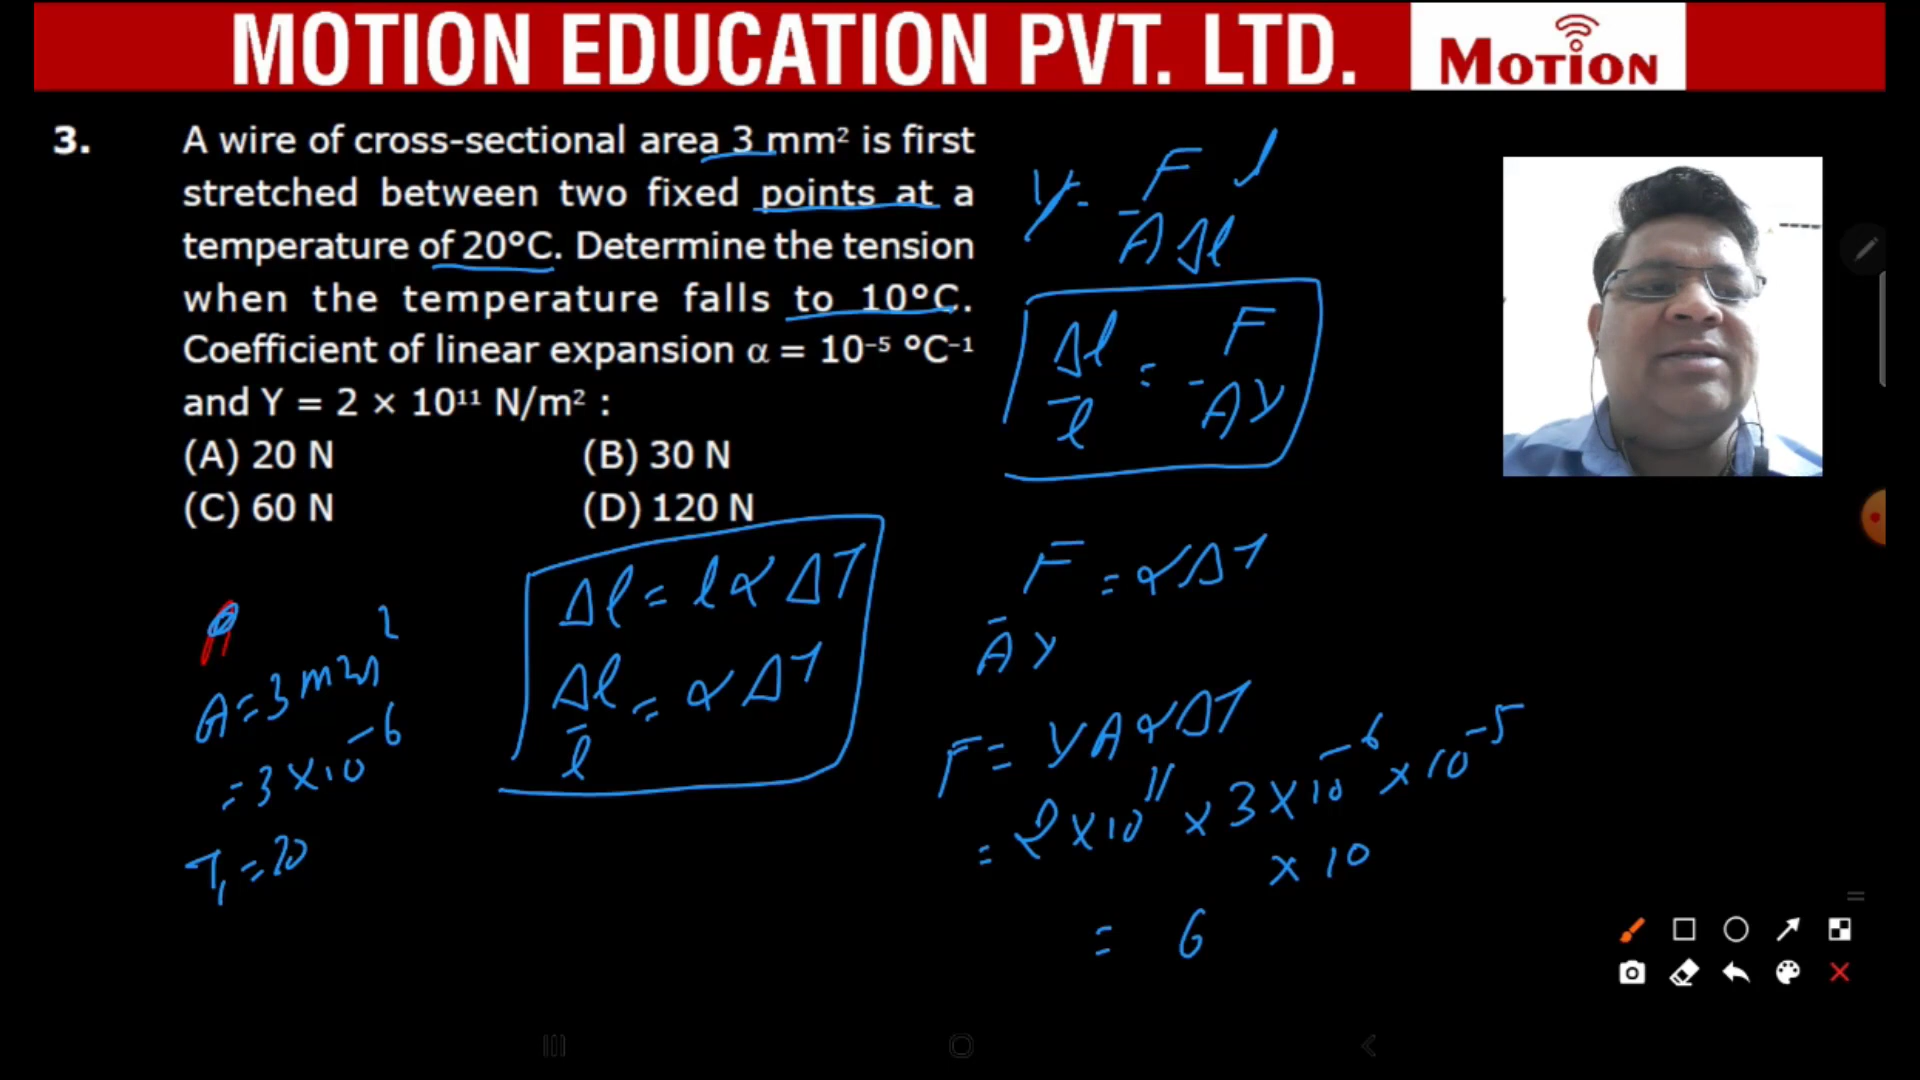 MOTION EDUCATION PVT. LTD.
MOTION
3. A wire of cross-sectional area 3 mm² is first
stretched between two fixed points at a
temperature of 20°C. Determine the tension
when the temperature falls to 10°C.
Coefficient of linear expansion α = 10⁻⁵ °C⁻¹
and Y = 2 × 10¹¹ N/m² :
(A) 20 N (B) 30 N
(C) 60 N (D) 120 N
Y = F l
A Δl
Δl / l = F / AY
Δl = l α ΔT
Δl / l = α ΔT
F / AY = α ΔT
F = Y A α ΔT
= 2 × 10¹¹ × 3 × 10⁻⁶ × 10⁻⁵
× 10
= 6
A = 3 mm²
= 3 × 10⁻⁶
T₁ = 20